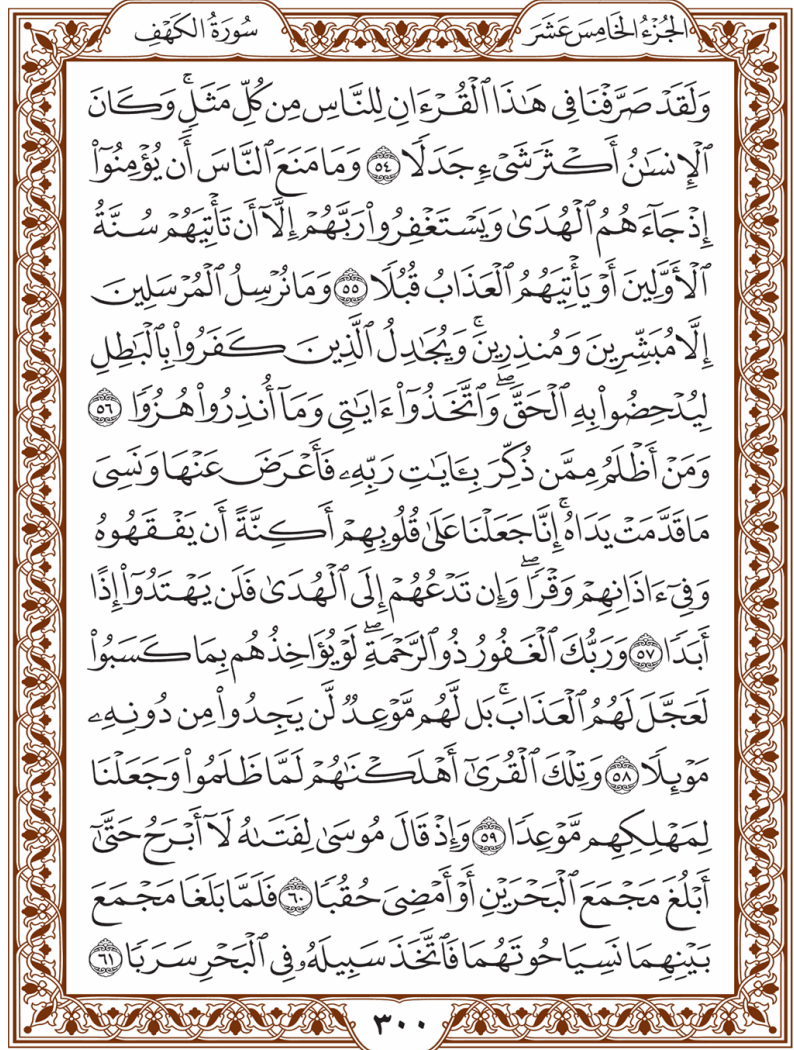 الجُزْءُ الخَامِسَ عَشَرَ
سُورَةُ الكَهْفِ
وَلَقَدْ صَرَّفْنَا فِى هَٰذَا ٱلْقُرْءَانِ لِلنَّاسِ مِن كُلِّ مَثَلٍۚ وَكَانَ
ٱلْإِنسَٰنُ أَكْثَرَ شَىْءٍ جَدَلًا ٥٤ وَمَا مَنَعَ ٱلنَّاسَ أَن يُؤْمِنُوٓا۟
إِذْ جَآءَهُمُ ٱلْهُدَىٰ وَيَسْتَغْفِرُوا۟ رَبَّهُمْ إِلَّآ أَن تَأْتِيَهُمْ سُنَّةُ
ٱلْأَوَّلِينَ أَوْ يَأْتِيَهُمُ ٱلْعَذَابُ قُبُلًا ٥٥ وَمَا نُرْسِلُ ٱلْمُرْسَلِينَ
إِلَّا مُبَشِّرِينَ وَمُنذِرِينَۚ وَيُجَٰدِلُ ٱلَّذِينَ كَفَرُوا۟ بِٱلْبَٰطِلِ
لِيُدْحِضُوا۟ بِهِ ٱلْحَقَّۖ وَٱتَّخَذُوٓا۟ ءَايَٰتِى وَمَآ أُنذِرُوا۟ هُزُوًا ٥٦
وَمَنْ أَظْلَمُ مِمَّن ذُكِّرَ بِـَٔايَٰتِ رَبِّهِۦ فَأَعْرَضَ عَنْهَا وَنَسِىَ
مَا قَدَّمَتْ يَدَاهُۚ إِنَّا جَعَلْنَا عَلَىٰ قُلُوبِهِمْ أَكِنَّةً أَن يَفْقَهُوهُ
وَفِىٓ ءَاذَانِهِمْ وَقْرًاۖ وَإِن تَدْعُهُمْ إِلَى ٱلْهُدَىٰ فَلَن يَهْتَدُوٓا۟ إِذًا
أَبَدًا ٥٧ وَرَبُّكَ ٱلْغَفُورُ ذُو ٱلرَّحْمَةِۖ لَوْ يُؤَاخِذُهُم بِمَا كَسَبُوا۟
لَعَجَّلَ لَهُمُ ٱلْعَذَابَۚ بَل لَّهُم مَّوْعِدٌ لَّن يَجِدُوا۟ مِن دُونِهِۦ
مَوْئِلًا ٥٨ وَتِلْكَ ٱلْقُرَىٰٓ أَهْلَكْنَٰهُمْ لَمَّا ظَلَمُوا۟ وَجَعَلْنَا
لِمَهْلِكِهِم مَّوْعِدًا ٥٩ وَإِذْ قَالَ مُوسَىٰ لِفَتَىٰهُ لَآ أَبْرَحُ حَتَّىٰٓ
أَبْلُغَ مَجْمَعَ ٱلْبَحْرَيْنِ أَوْ أَمْضِىَ حُقُبًا ٦٠ فَلَمَّا بَلَغَا مَجْمَعَ
بَيْنِهِمَا نَسِيَا حُوتَهُمَا فَٱتَّخَذَ سَبِيلَهُۥ فِى ٱلْبَحْرِ سَرَبًا ٦١
٣٠٠